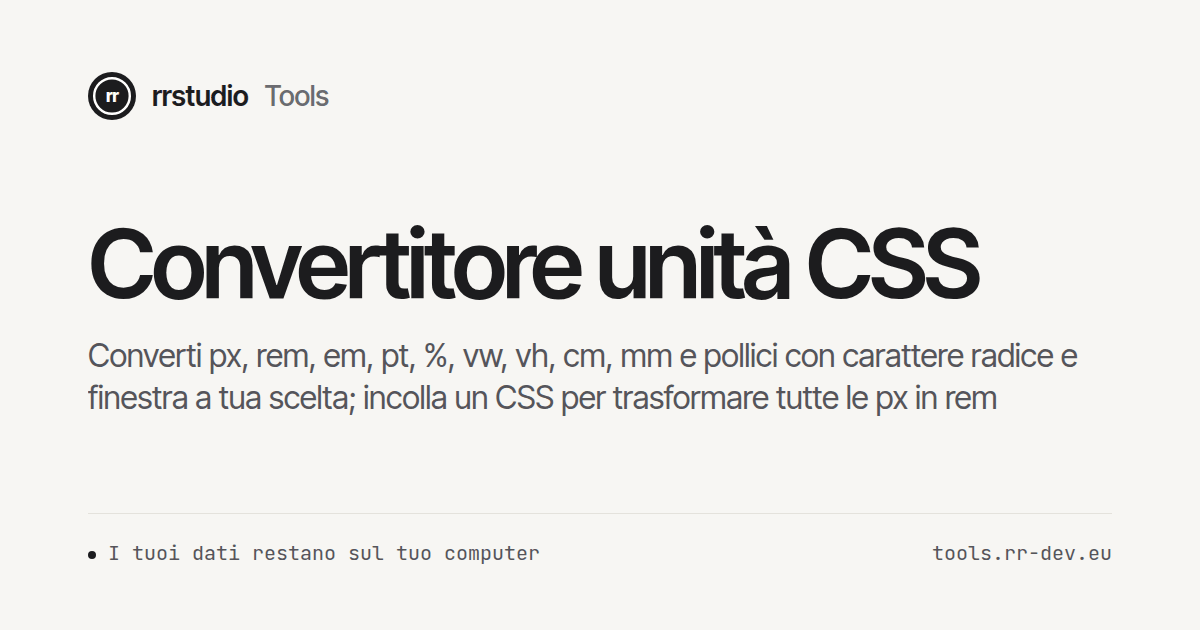 rr rrstudio Tools
Convertitore unità CSS
Converti px, rem, em, pt, %, vw, vh, cm, mm e pollici con carattere radice e
finestra a tua scelta; incolla un CSS per trasformare tutte le px in rem
• I tuoi dati restano sul tuo computer
tools.rr-dev.eu